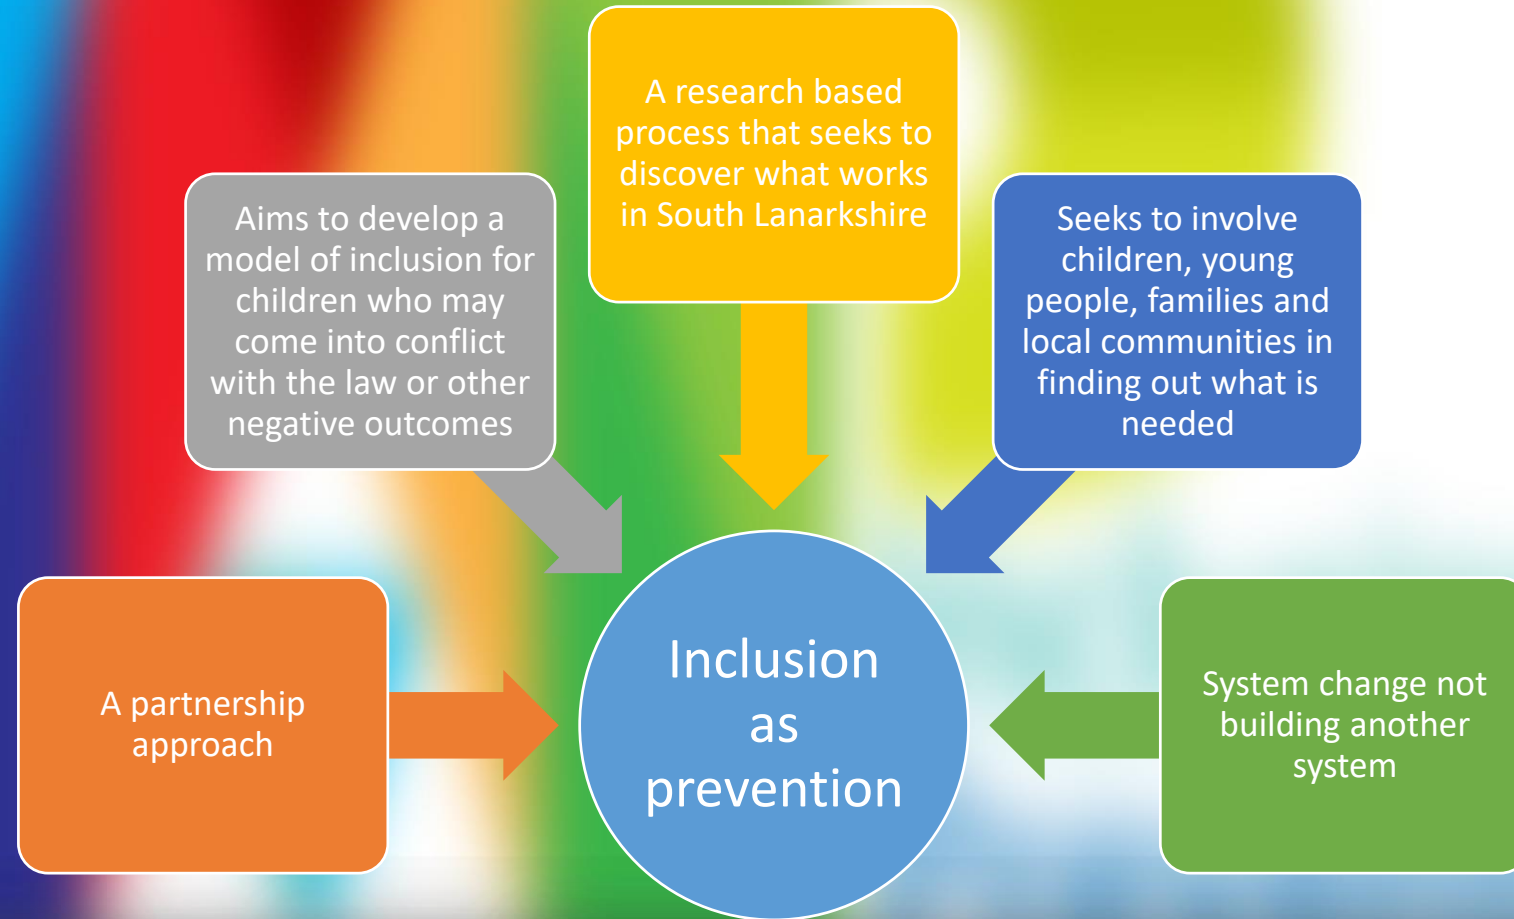 A research based
process that seeks to
discover what works
in South Lanarkshire
Aims to develop a
model of inclusion for
children who may
come into conflict
with the law or other
negative outcomes
Seeks to involve
children, young
people, families and
local communities in
finding out what is
needed
A partnership
approach
Inclusion
as
prevention
System change not
building another
system